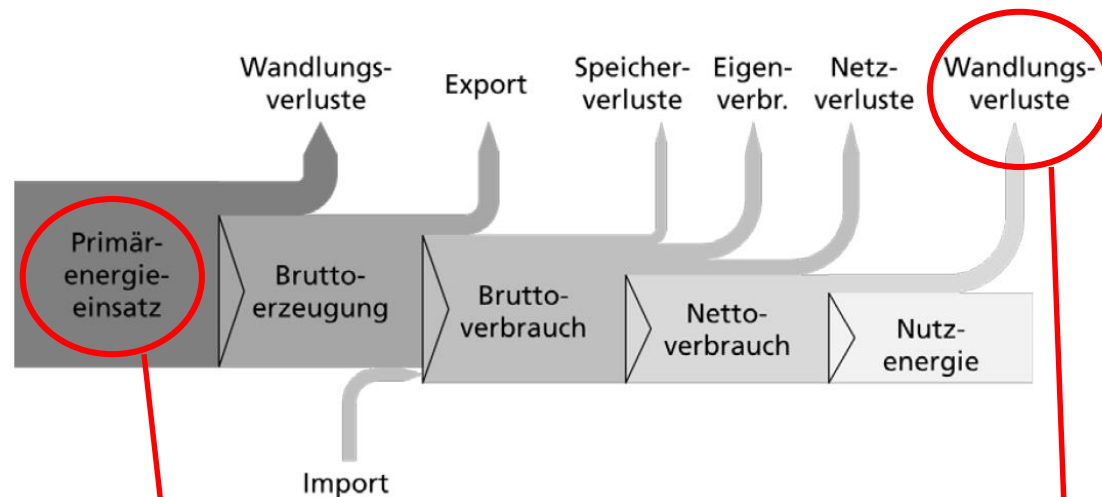 Wandlungs-
verluste
Export
Speicher-
verluste
Eigen-
verbr.
Netz-
verluste
Wandlungs-
verluste
Primär-
energie-
einsatz
Brutto-
erzeugung
Brutto-
verbrauch
Netto-
verbrauch
Nutz-
energie
Import